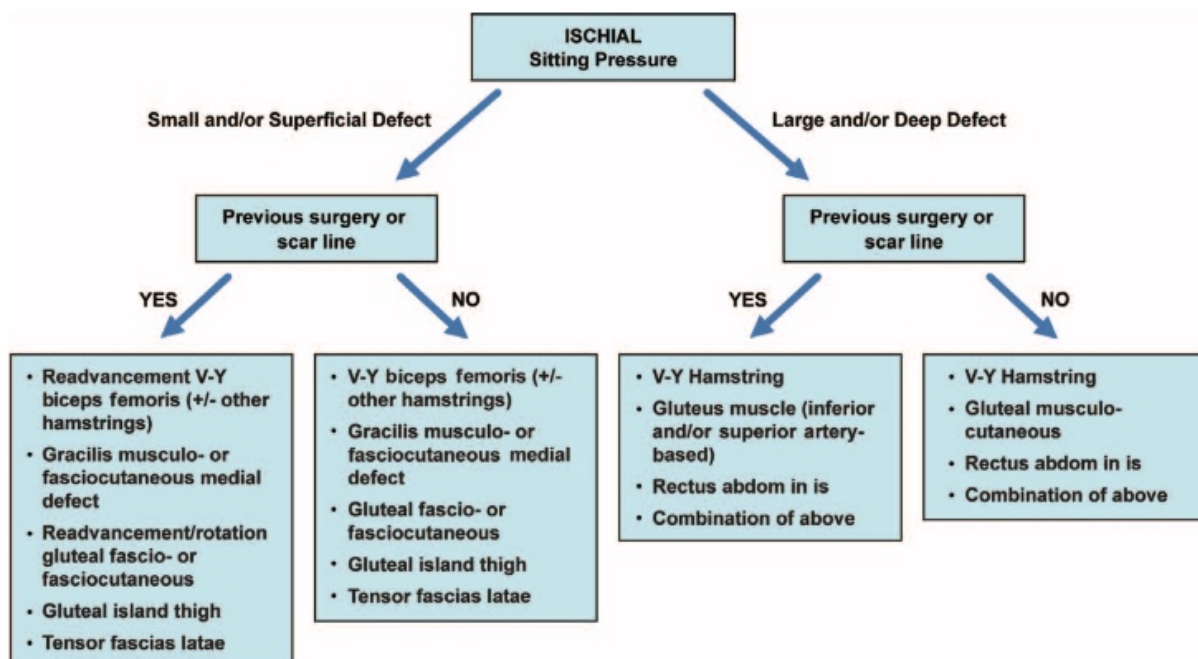 ISCHIAL
Sitting Pressure
Small and/or Superficial Defect
Large and/or Deep Defect
Previous surgery or
scar line
Previous surgery or
scar line
YES
NO
YES
NO
• Readvancement V-Y
biceps femoris (+/- other
hamstrings)
• Gracilis musculo- or
fasciocutaneous medial
defect
• Readvancement/rotation
gluteal fascio- or
fasciocutaneous
• Gluteal island thigh
• Tensor fascias latae
• V-Y biceps femoris (+/-
other hamstrings)
• Gracilis musculo- or
fasciocutaneous medial
defect
• Gluteal fascio- or
fasciocutaneous
• Gluteal island thigh
• Tensor fascias latae
• V-Y Hamstring
• Gluteus muscle (inferior
and/or superior artery-
based)
• Rectus abdom in is
• Combination of above
• V-Y Hamstring
• Gluteal musculo-
cutaneous
• Rectus abdom in is
• Combination of above